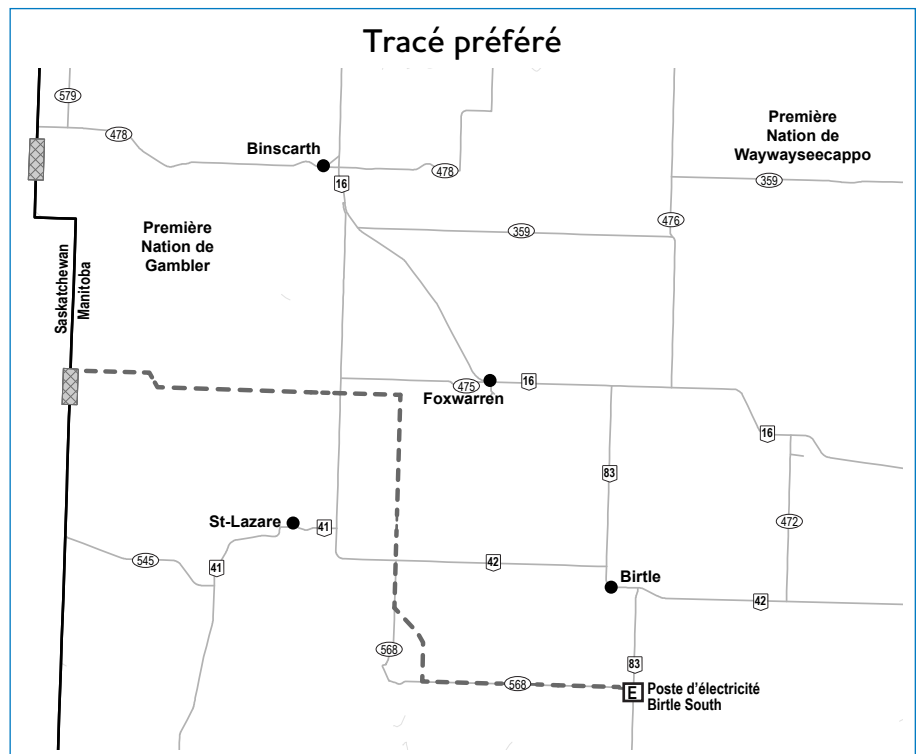 Tracé préféré
579
478
Binscarth
478
16
Première
Nation de
Waywayseecappo
359
476
Première
Nation de
Gambler
359
Saskatchewan
Manitoba
475
16
Foxwarren
16
83
St-Lazare
41
472
545
41
42
Birtle
42
568
83
568
E
Poste d'électricité
Birtle South